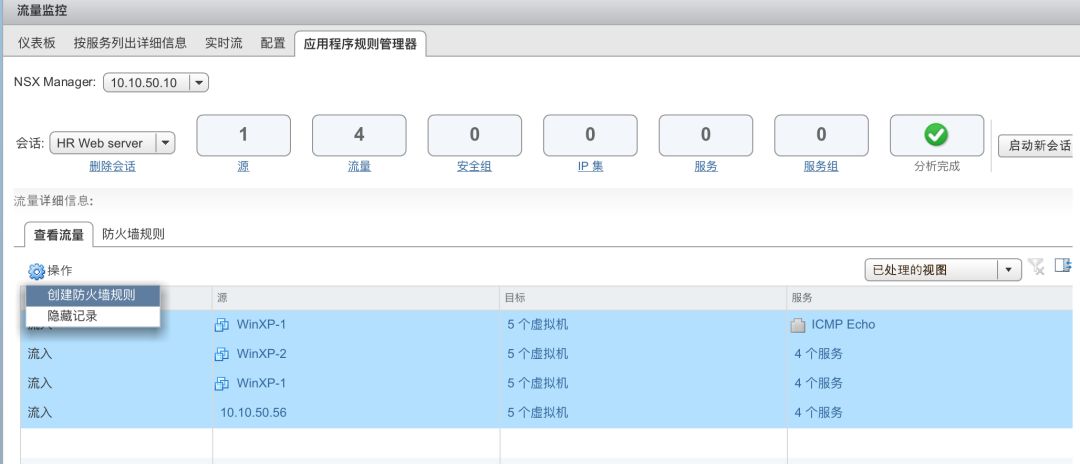 流量监控
仪表板 按服务列出详细信息 实时流 配置 应用程序规则管理器
NSX Manager: 10.10.50.10
1 4 0 0 0 0
会话: HR Web server 启动新会话
删除会话 源 流量 安全组 IP 集 服务 服务组 分析完成
流量详细信息:
查看流量 防火墙规则
操作 已处理的视图
创建防火墙规则 源 目标 服务
隐藏记录
流入 WinXP-1 5 个虚拟机 ICMP Echo
流入 WinXP-2 5 个虚拟机 4 个服务
流入 WinXP-1 5 个虚拟机 4 个服务
流入 10.10.50.56 5 个虚拟机 4 个服务